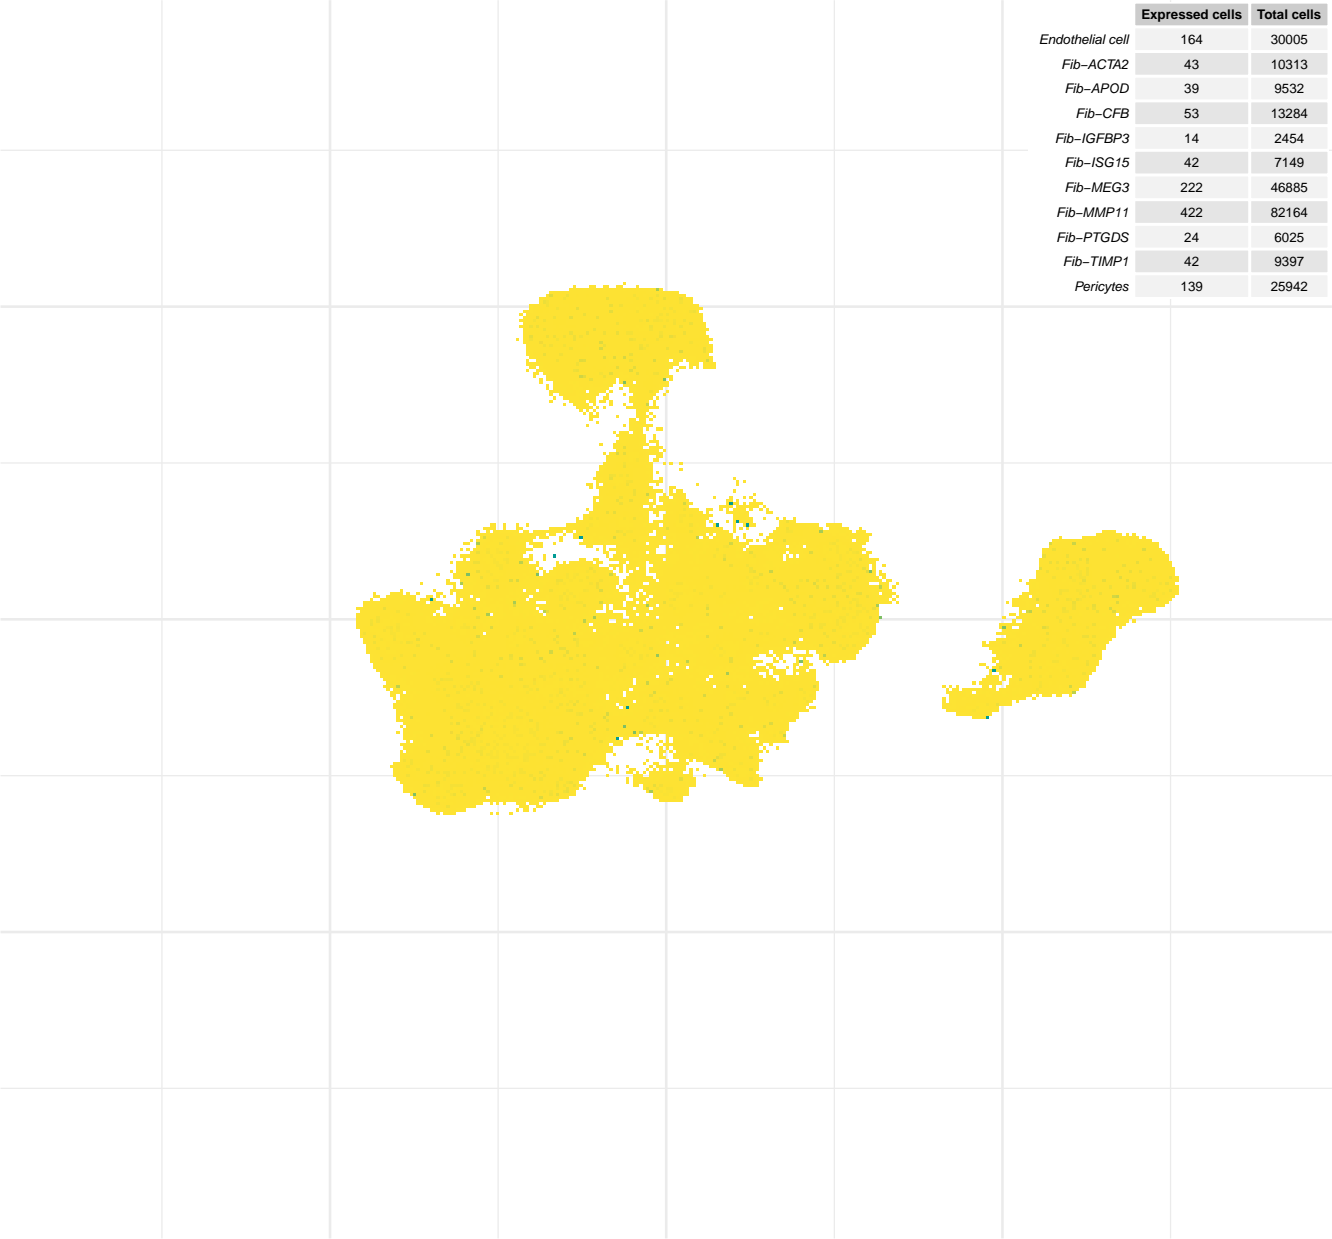 Expressed cells Total cells
Endothelial cell 164 30005
Fib−ACTA2 43 10313
Fib−APOD 39 9532
Fib−CFB 53 13284
Fib−IGFBP3 14 2454
Fib−ISG15 42 7149
Fib−MEG3 222 46885
Fib−MMP11 422 82164
Fib−PTGDS 24 6025
Fib−TIMP1 42 9397
Pericytes 139 25942